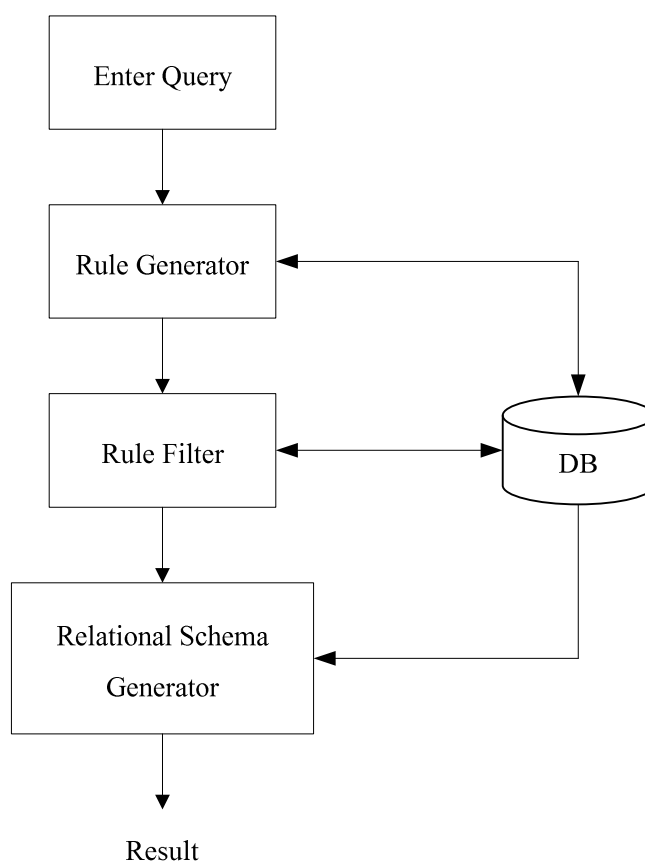 Enter Query
Rule Generator
Rule Filter
DB
Relational Schema
Generator
Result